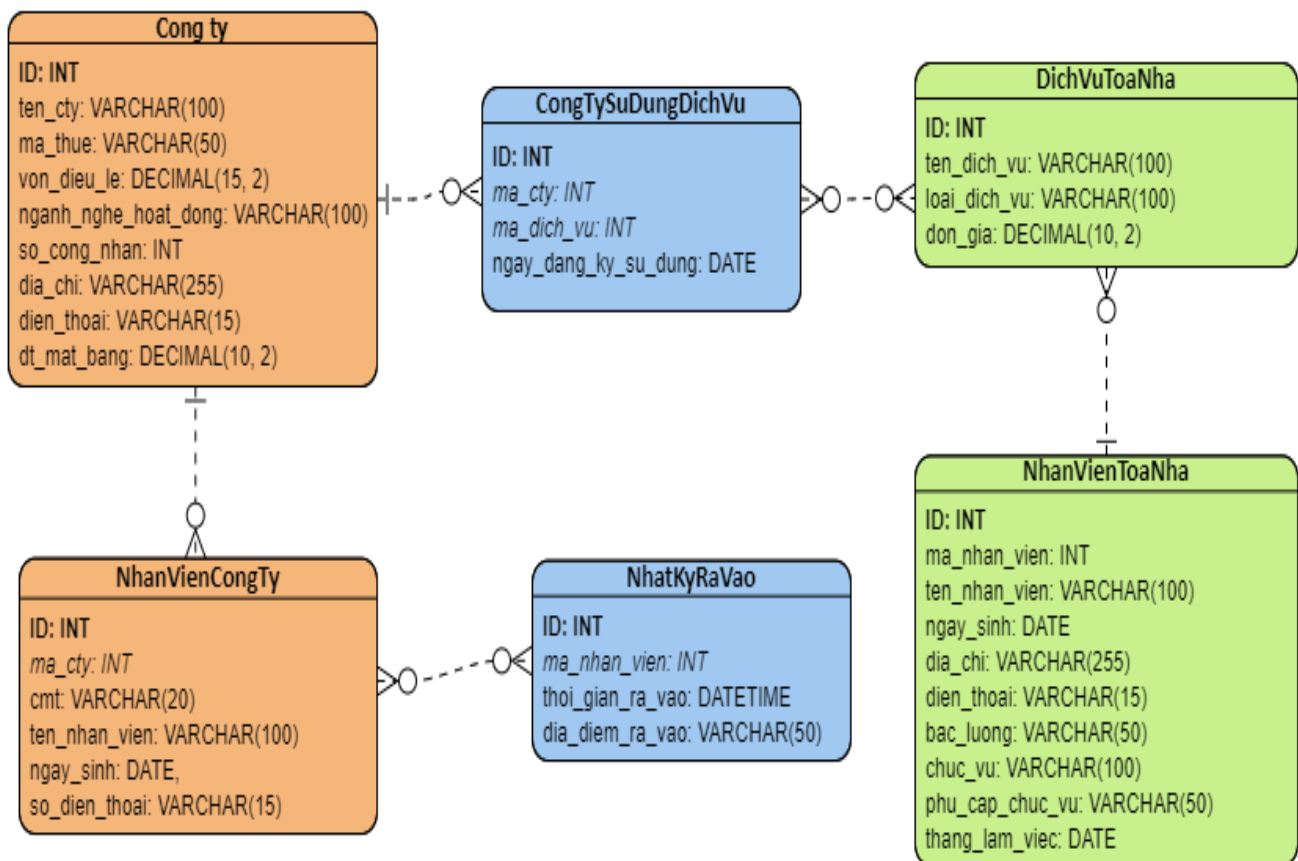 Cong ty
ID: INT
ten_cty: VARCHAR(100)
ma_thue: VARCHAR(50)
von_dieu_le: DECIMAL(15, 2)
nganh_nghe_hoat_dong: VARCHAR(100)
so_cong_nhan: INT
dia_chi: VARCHAR(255)
dien_thoai: VARCHAR(15)
dt_mat_bang: DECIMAL(10, 2)
CongTySuDungDichVu
ID: INT
ma_cty: INT
ma_dich_vu: INT
ngay_dang_ky_su_dung: DATE
DichVuToaNha
ID: INT
ten_dich_vu: VARCHAR(100)
loai_dich_vu: VARCHAR(100)
don_gia: DECIMAL(10, 2)
NhanVienCongTy
ID: INT
ma_cty: INT
cmt: VARCHAR(20)
ten_nhan_vien: VARCHAR(100)
ngay_sinh: DATE,
so_dien_thoai: VARCHAR(15)
NhatKyRaVao
ID: INT
ma_nhan_vien: INT
thoi_gian_ra_vao: DATETIME
dia_diem_ra_vao: VARCHAR(50)
NhanVienToaNha
ID: INT
ma_nhan_vien: INT
ten_nhan_vien: VARCHAR(100)
ngay_sinh: DATE
dia_chi: VARCHAR(255)
dien_thoai: VARCHAR(15)
bac_luong: VARCHAR(50)
chuc_vu: VARCHAR(100)
phu_cap_chuc_vu: VARCHAR(50)
thang_lam_viec: DATE